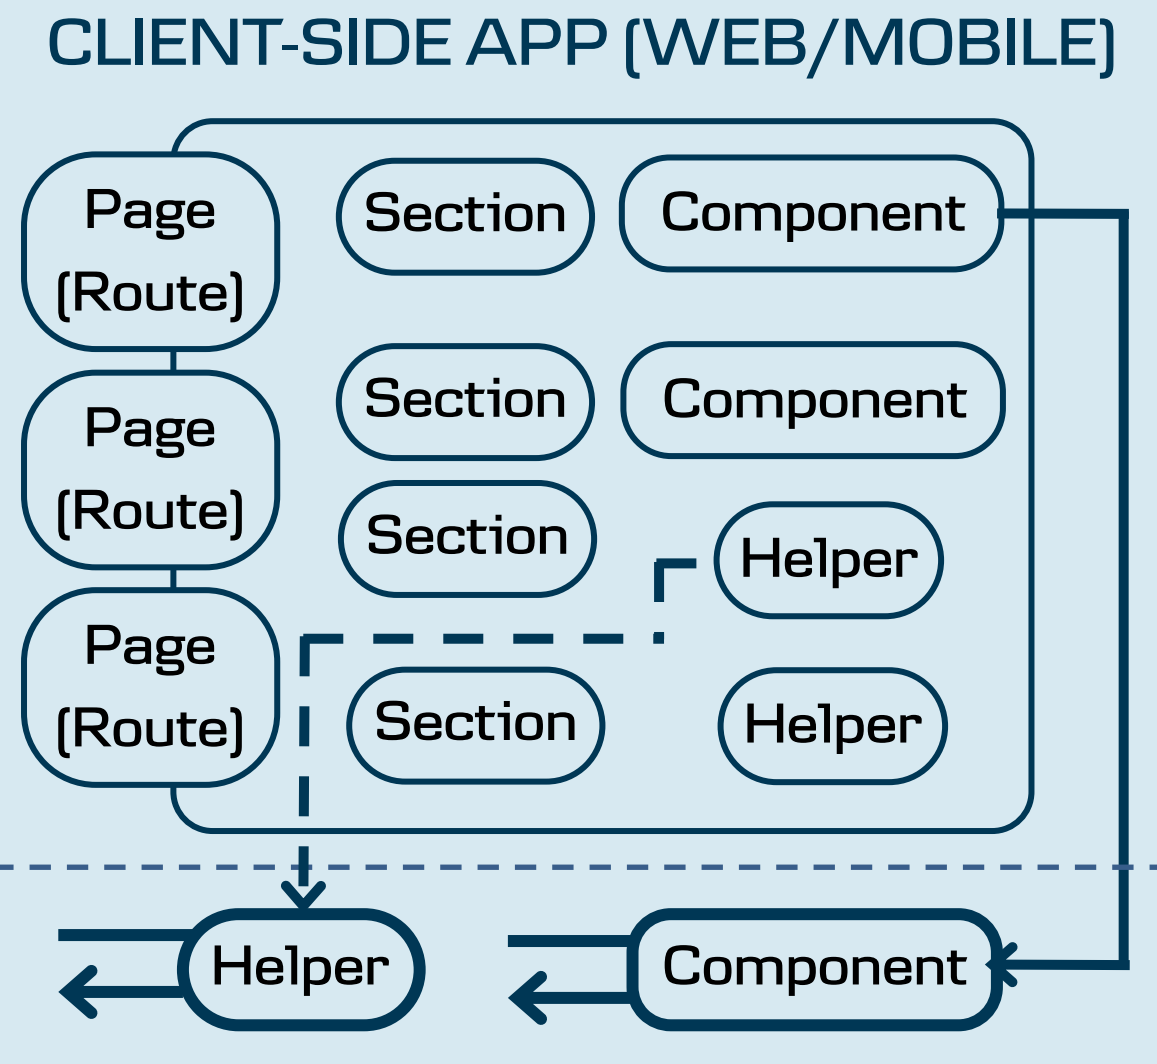 CLIENT-SIDE APP (WEB/MOBILE)
Page
(Route)
Section
Component
Page
(Route)
Section
Component
Section
Helper
Page
(Route)
Section
Helper
Helper
Component